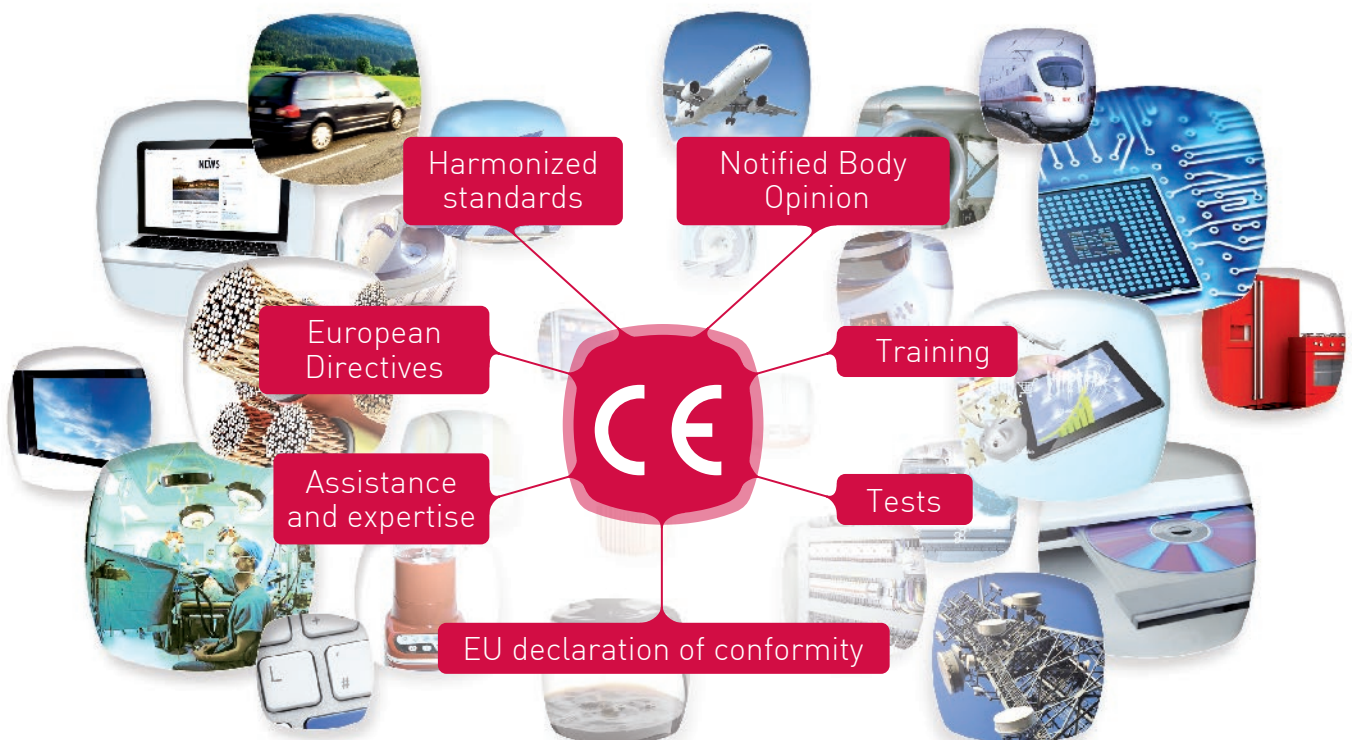 NEWS
Harmonized
standards
Notified Body
Opinion
European
Directives
Training
CE
Assistance
and expertise
Tests
EU declaration of conformity
+
L
#